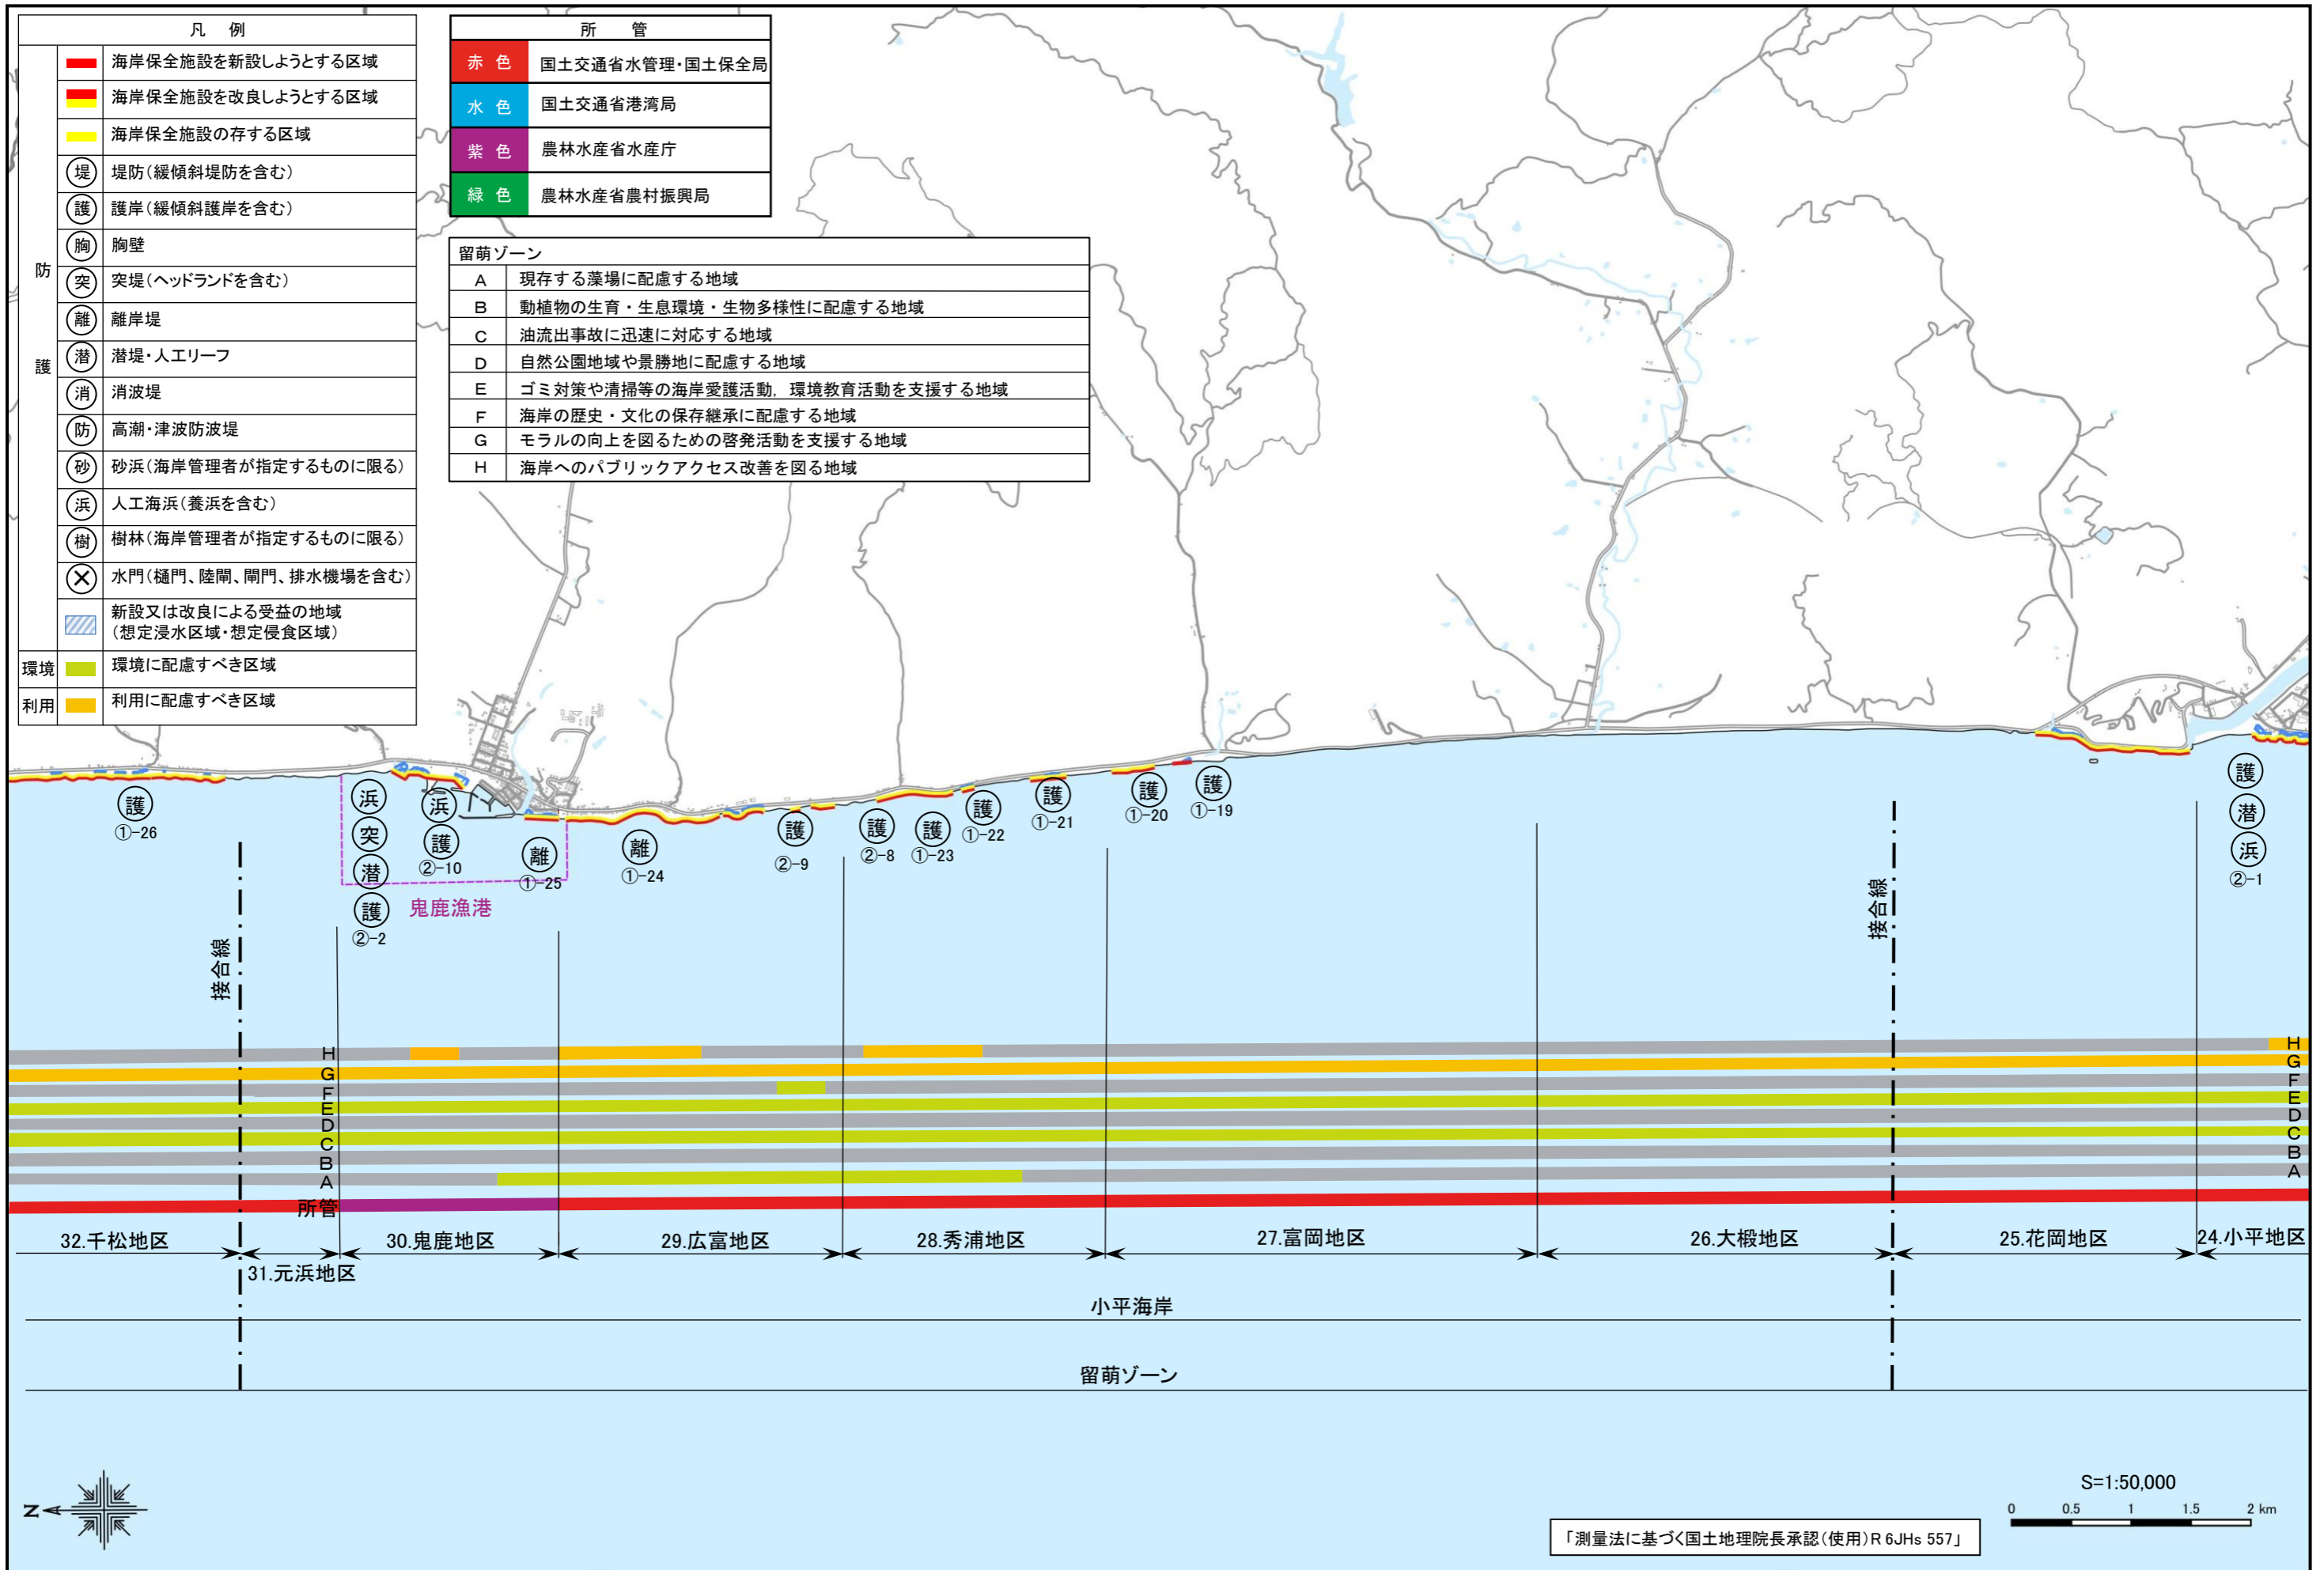 凡 例
防護
海岸保全施設を新設しようとする区域
海岸保全施設を改良しようとする区域
海岸保全施設の存する区域
堤 堤防(緩傾斜堤防を含む)
護 護岸(緩傾斜護岸を含む)
胸 胸壁
突 突堤(ヘッドランドを含む)
離 離岸堤
潜 潜堤・人工リーフ
消 消波堤
防 高潮・津波防波堤
砂 砂浜(海岸管理者が指定するものに限る)
浜 人工海浜(養浜を含む)
樹 樹林(海岸管理者が指定するものに限る)
水門(樋門、陸閘、閘門、排水機場を含む)
新設又は改良による受益の地域
(想定浸水区域・想定侵食区域)
環境 環境に配慮すべき区域
利用 利用に配慮すべき区域
所 管
赤 色 国土交通省水管理・国土保全局
水 色 国土交通省港湾局
紫 色 農林水産省水産庁
緑 色 農林水産省農村振興局
留萌ゾーン
A 現存する藻場に配慮する地域
B 動植物の生育・生息環境・生物多様性に配慮する地域
C 油流出事故に迅速に対応する地域
D 自然公園地域や景勝地に配慮する地域
E ゴミ対策や清掃等の海岸愛護活動，環境教育活動を支援する地域
F 海岸の歴史・文化の保存継承に配慮する地域
G モラルの向上を図るための啓発活動を支援する地域
H 海岸へのパブリックアクセス改善を図る地域
護
①-26
浜
突
潜
護
②-2
浜
護
②-10
離
①-25
鬼鹿漁港
離
①-24
護
②-9
護
②-8
護
①-23
護
①-22
護
①-21
護
①-20
護
①-19
護
潜
浜
②-1
接合線
接合線
H
G
F
E
D
C
B
A
所管
H
G
F
E
D
C
B
A
32.千松地区
31.元浜地区
30.鬼鹿地区
29.広富地区
28.秀浦地区
27.富岡地区
26.大椴地区
25.花岡地区
24.小平地区
小平海岸
留萌ゾーン
N
S=1:50,000
0 0.5 1 1.5 2 km
「測量法に基づく国土地理院長承認(使用)R 6JHs 557」